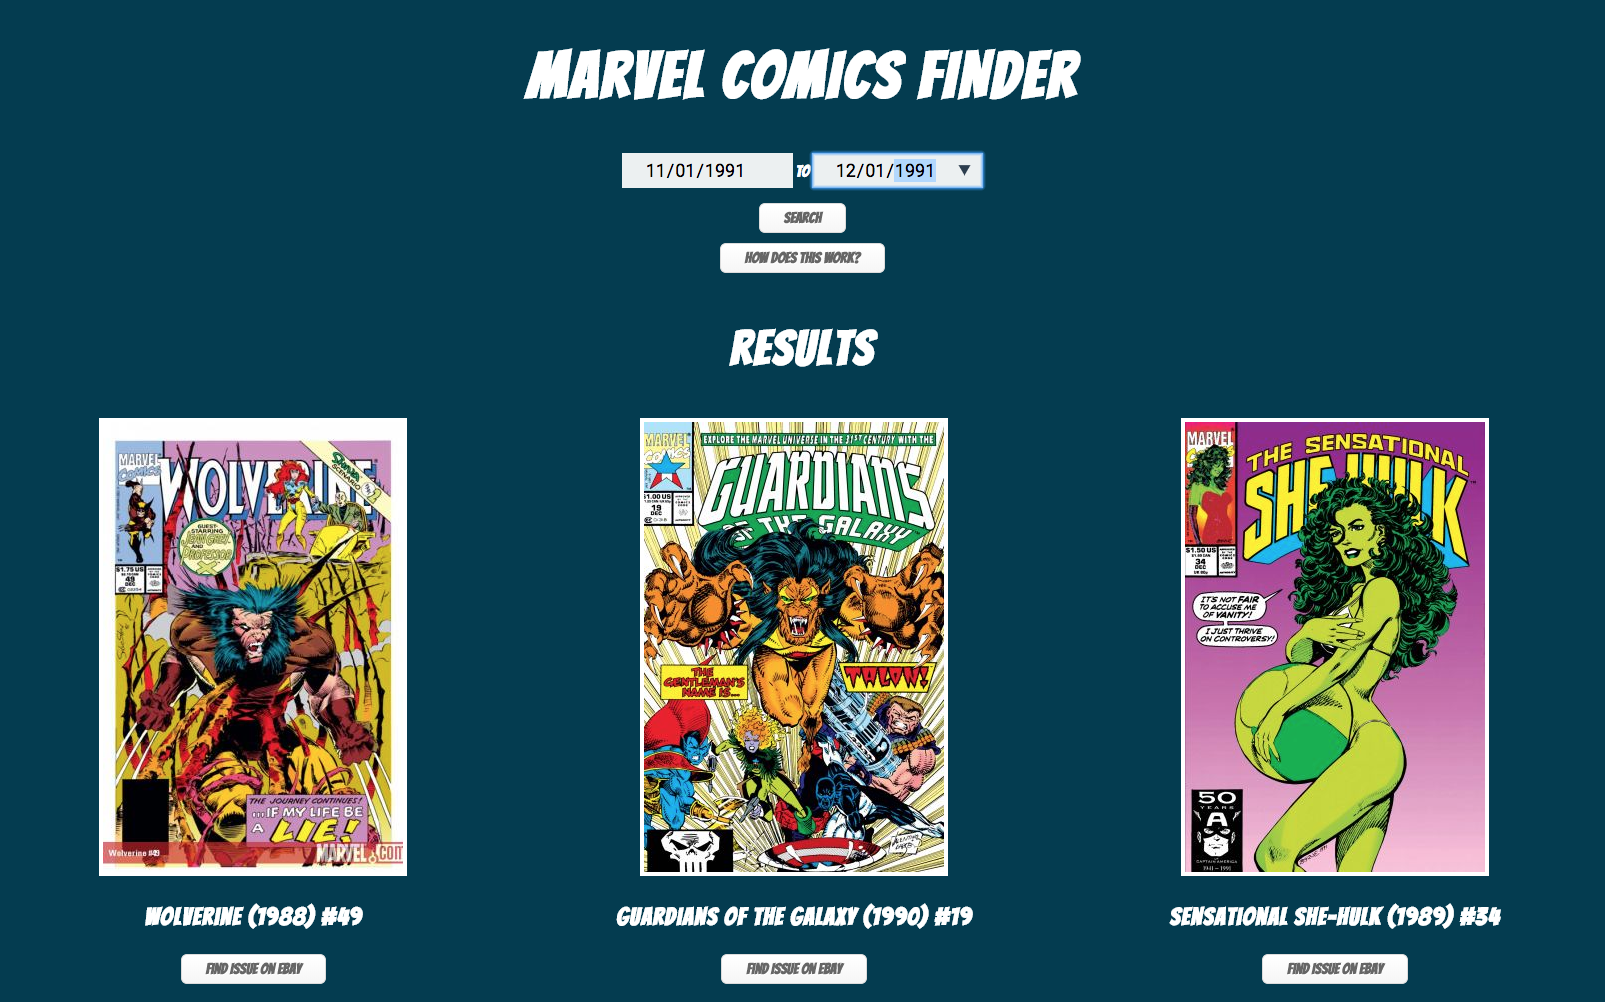 MARVEL COMICS FINDER
11/01/1991 TO 12/01/1991
SEARCH
HOW DOES THIS WORK?
RESULTS
MARVEL
COMICS
WOLVERINE
$1.75 US
49
DEC
GUEST-
STARRING
JEAN GREY
AND
PROFESSOR
X
THE JOURNEY CONTINUES!
...IF MY LIFE BE
A LIE!
Wolverine #49
MARVEL.COM
EXPLORE THE MARVEL UNIVERSE IN THE 31ST CENTURY WITH THE
MARVEL
COMICS
GUARDIANS
OF THE GALAXY
$1.00 US
19
DEC
THE
GENTLEMAN'S
NAME IS...
TALON!
MARVEL
THE SENSATIONAL
SHE-HULK
$1.50 US
34
DEC
IT'S NOT FAIR
TO ACCUSE ME
OF VANITY!
I JUST THRIVE
ON CONTROVERSY!
50
YEARS
CAPTAIN AMERICA
1941 - 1991
WOLVERINE (1988) #49
GUARDIANS OF THE GALAXY (1990) #19
SENSATIONAL SHE-HULK (1989) #34
FIND ISSUE ON EBAY
FIND ISSUE ON EBAY
FIND ISSUE ON EBAY